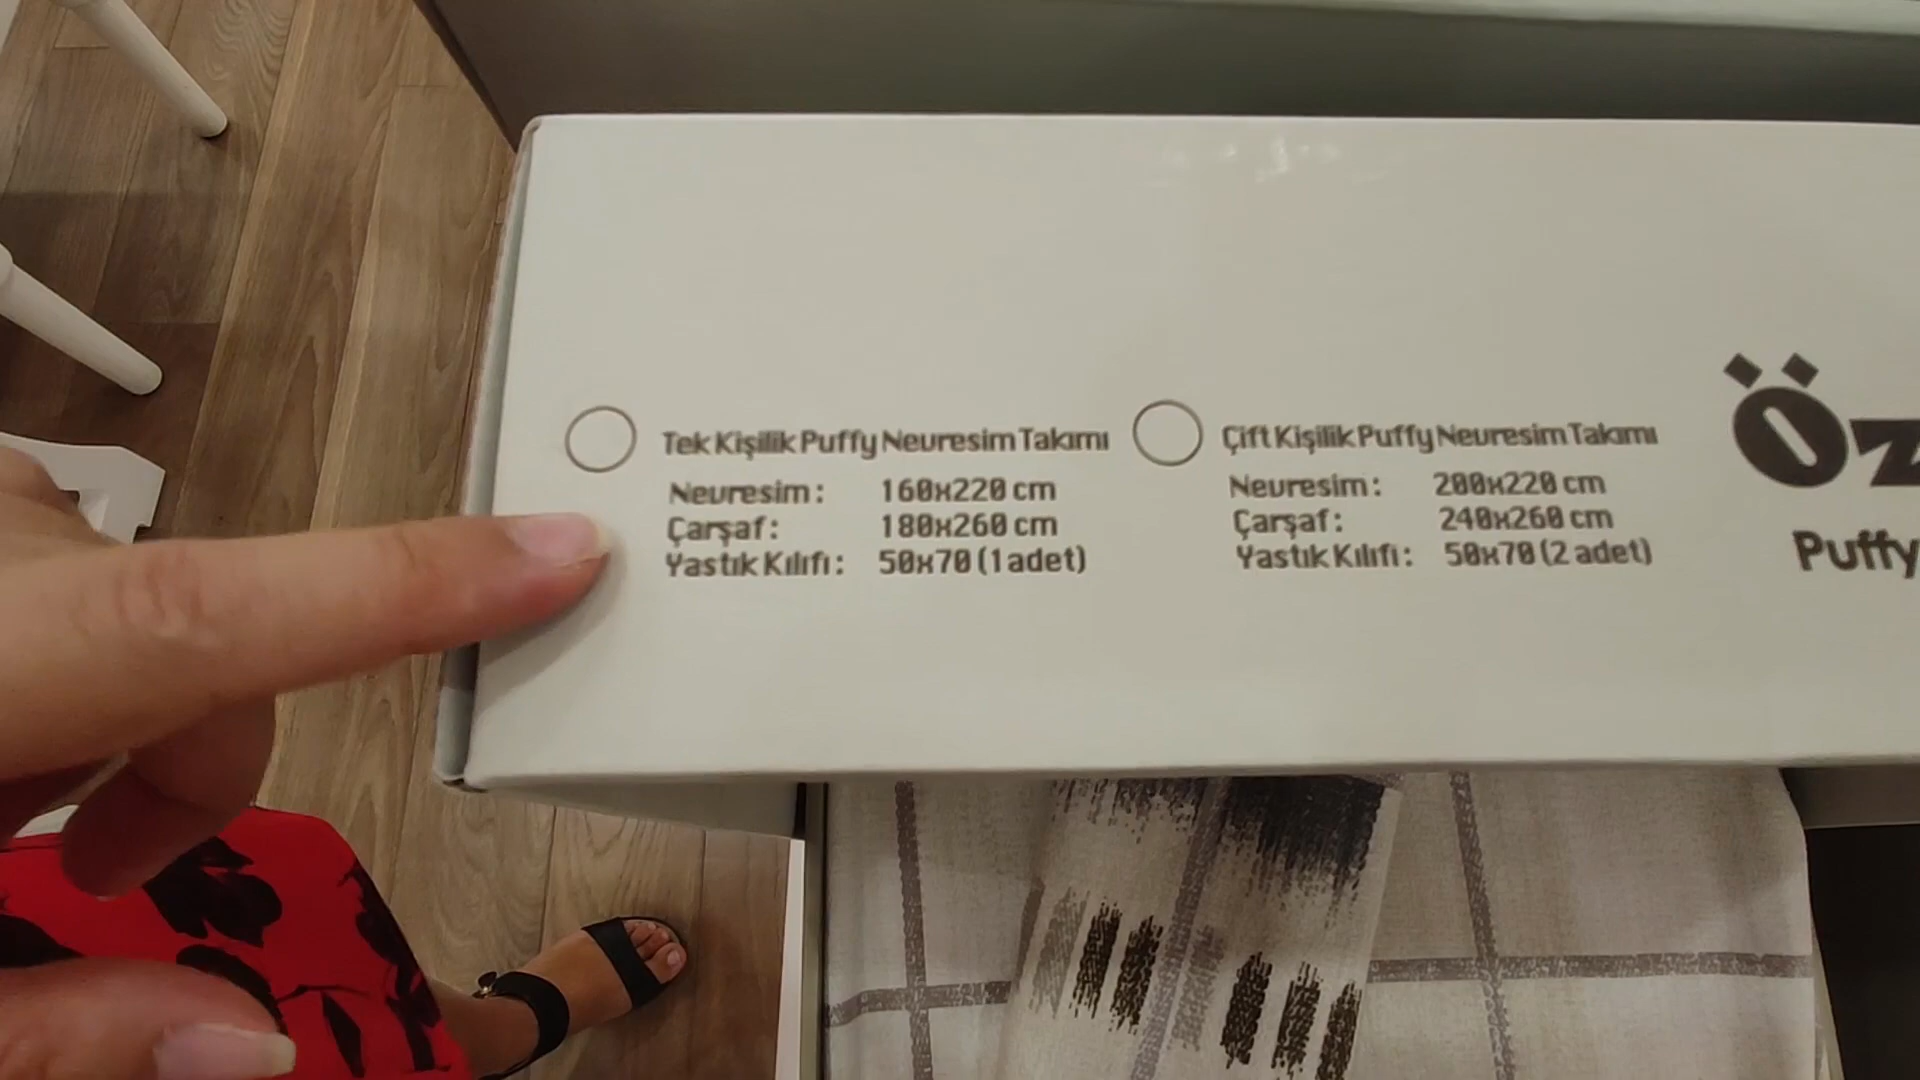 Tek Kişilik Puffy Nevresim Takımı
Nevresim: 160x220 cm
Çarşaf: 180x260 cm
Yastık Kılıfı: 50x70 (1 adet)
Çift Kişilik Puffy Nevresim Takımı
Nevresim: 200x220 cm
Çarşaf: 240x260 cm
Yastık Kılıfı: 50x70 (2 adet)
Öz
Puffy